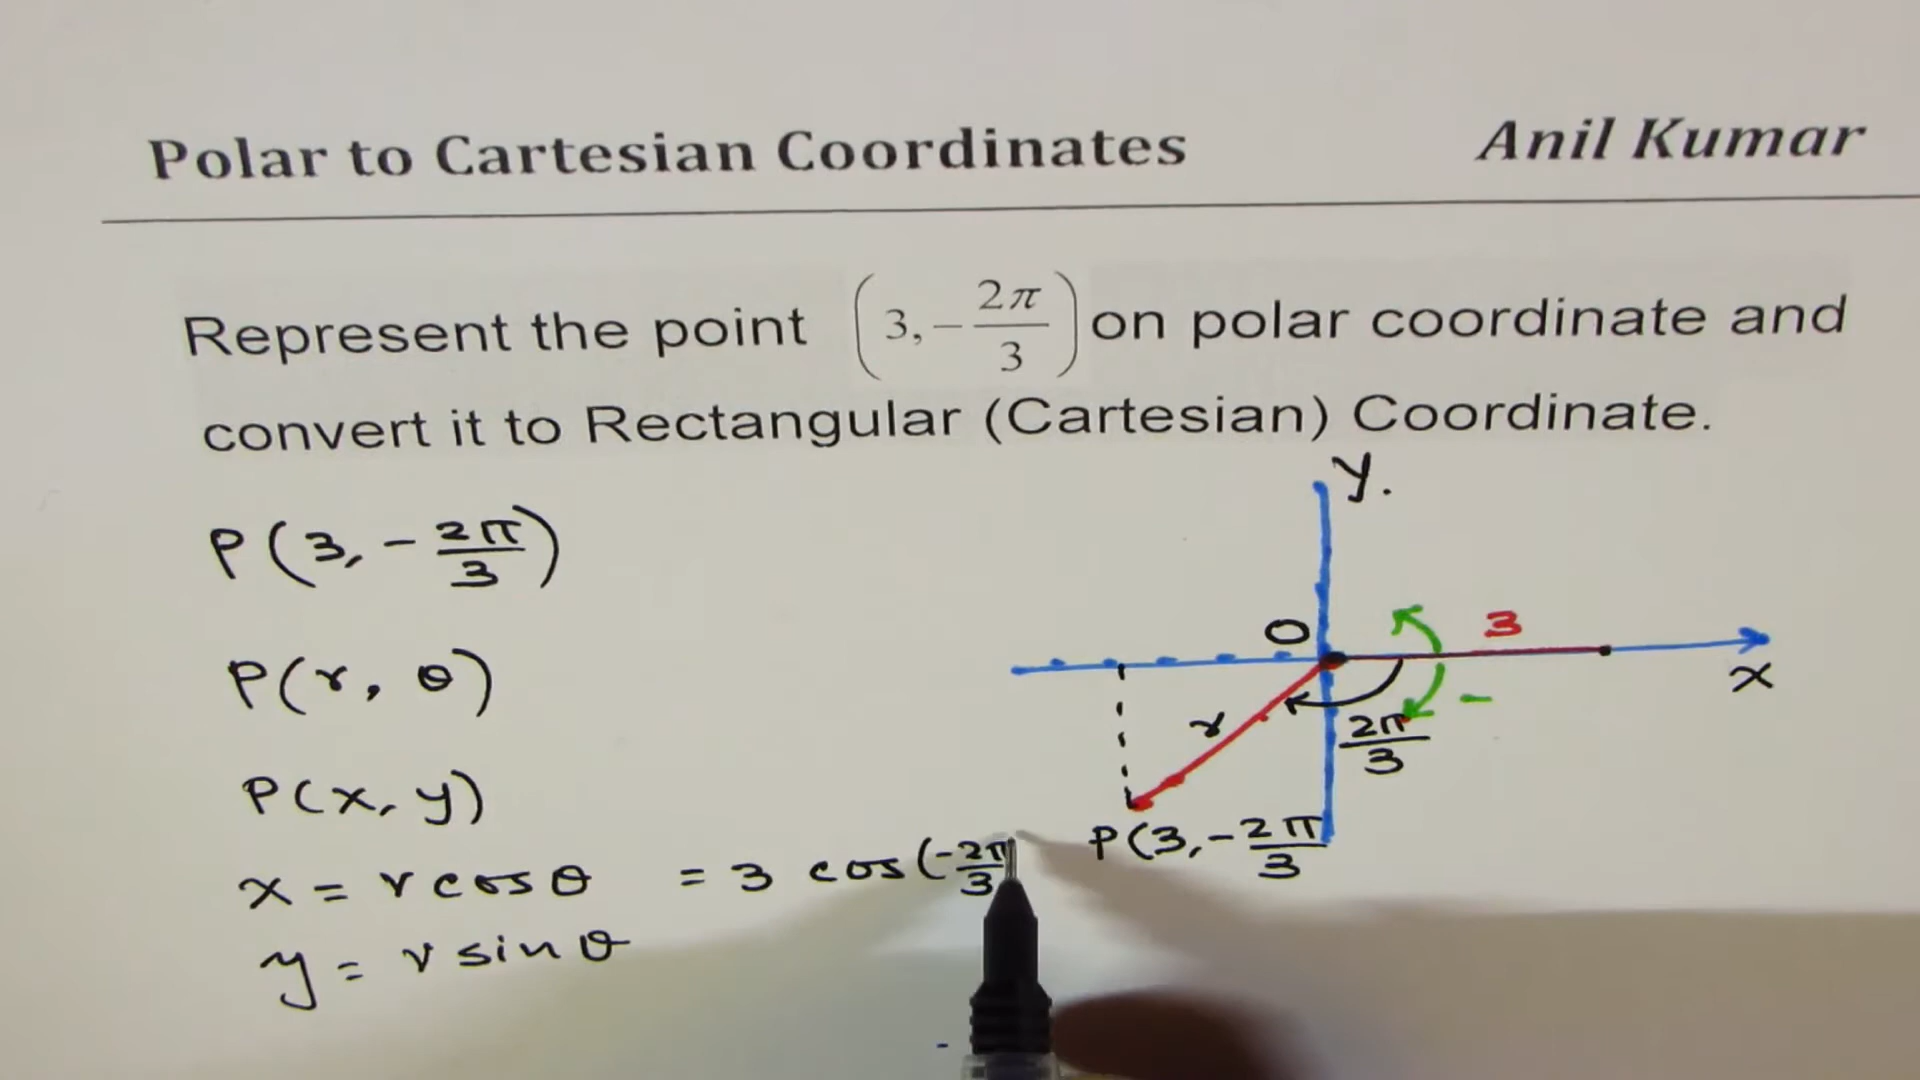 Polar to Cartesian Coordinates Anil Kumar
Represent the point (3, -2π/3) on polar coordinate and
convert it to Rectangular (Cartesian) Coordinate.
P(3, -2π/3)
P(r, θ)
P(x, y)
x = r cos θ = 3 cos(-2π/3
y = r sin θ
y.
O
3
x
-
r
2π/3
P(3, -2π/3